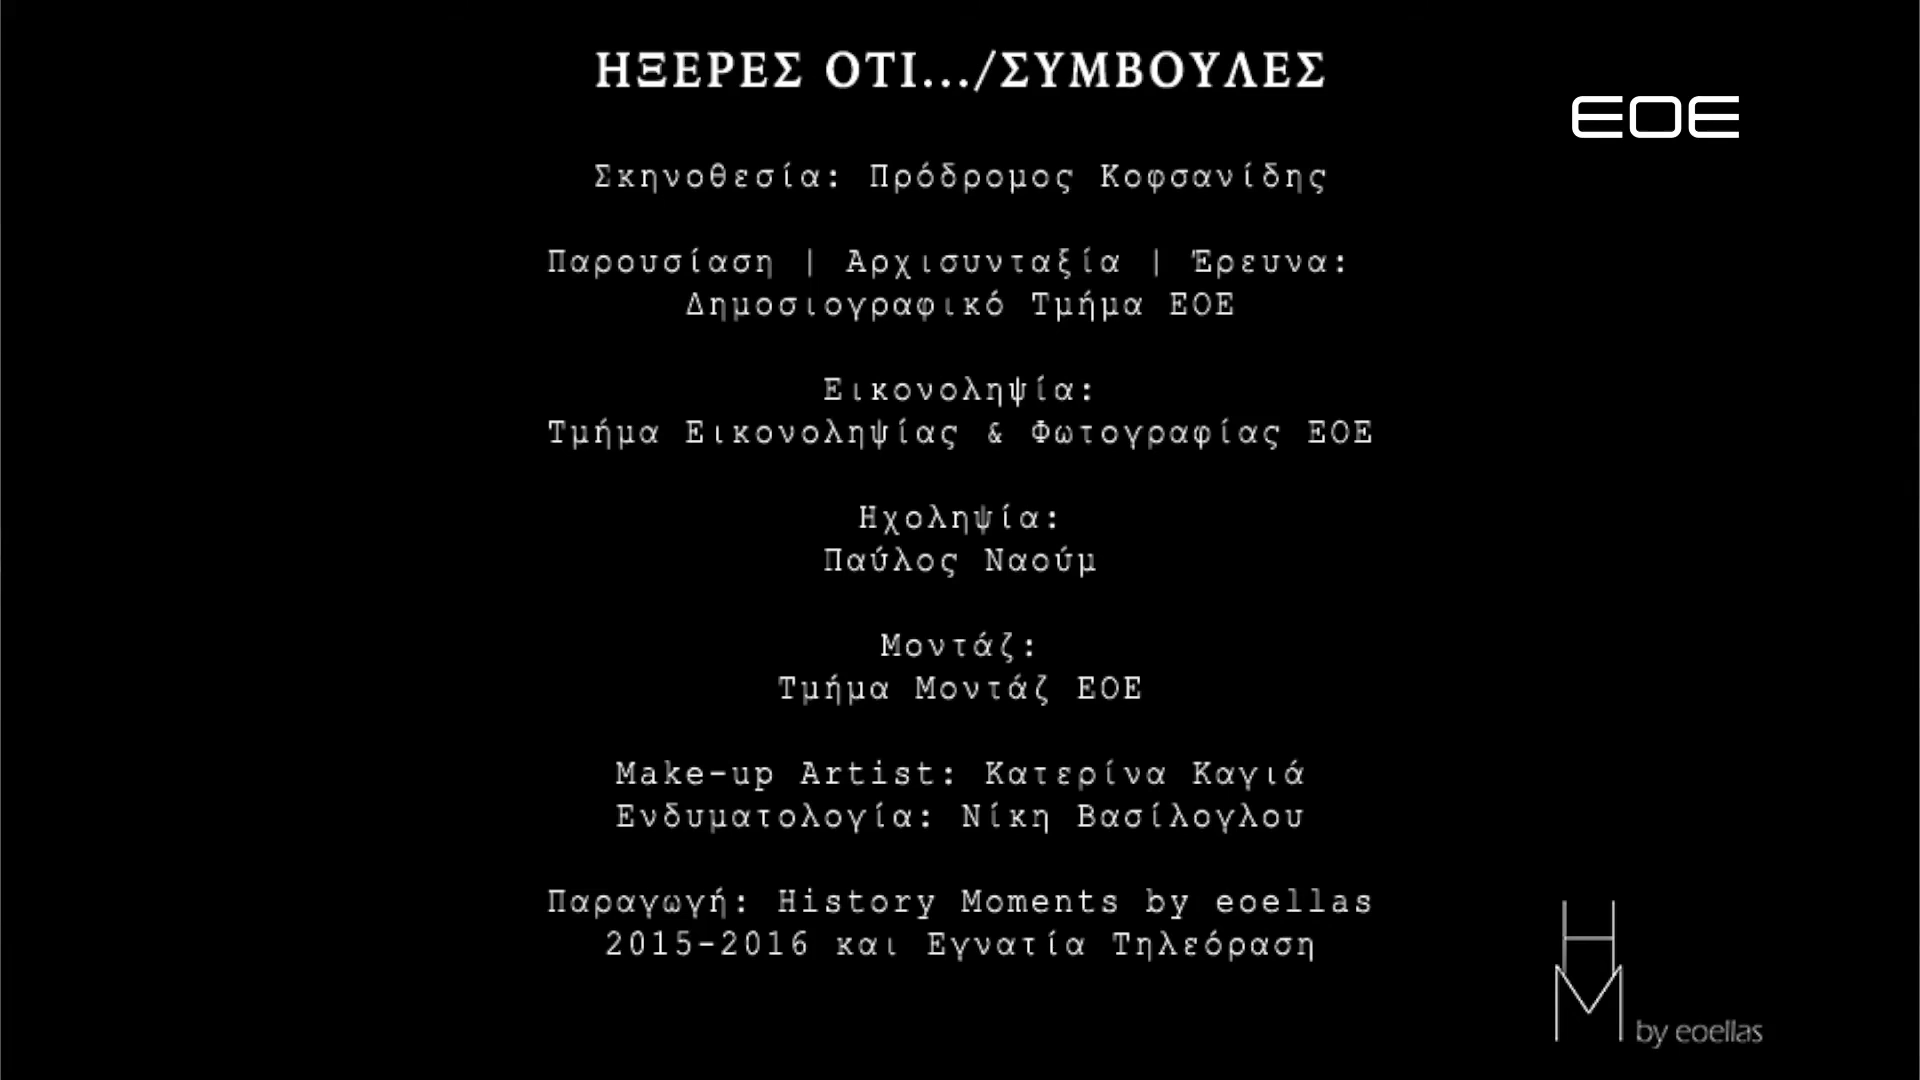 ΗΞΕΡΕΣ ΟΤΙ.../ΣΥΜΒΟΥΛΕΣ
EOE
Σκηνοθεσία: Πρόδρομος Κοφσανίδης
Παρουσίαση | Αρχισυνταξία | Έρευνα:
Δημοσιογραφικό Τμήμα ΕΟΕ
Εικονοληψία:
Τμήμα Εικονοληψίας & Φωτογραφίας ΕΟΕ
Ηχοληψία:
Παύλος Ναούμ
Μοντάζ:
Τμήμα Μοντάζ ΕΟΕ
Make-up Artist: Κατερίνα Καγιά
Ενδυματολογία: Νίκη Βασίλογλου
Παραγωγή: History Moments by eoellas
2015-2016 και Εγνατία Τηλεόραση
HM by eoellas